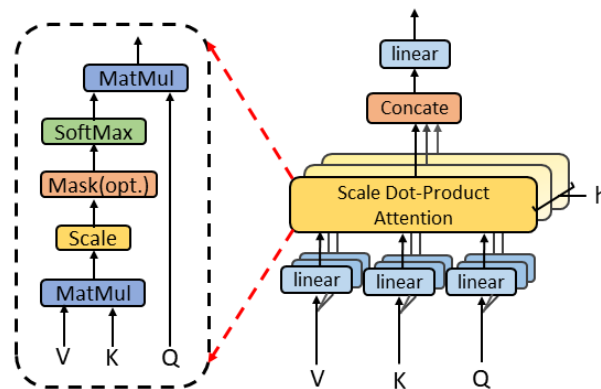 MatMul
SoftMax
Mask(opt.)
Scale
MatMul
V K Q
linear
Concate
Scale Dot-Product
Attention
h
linear linear linear
V K Q